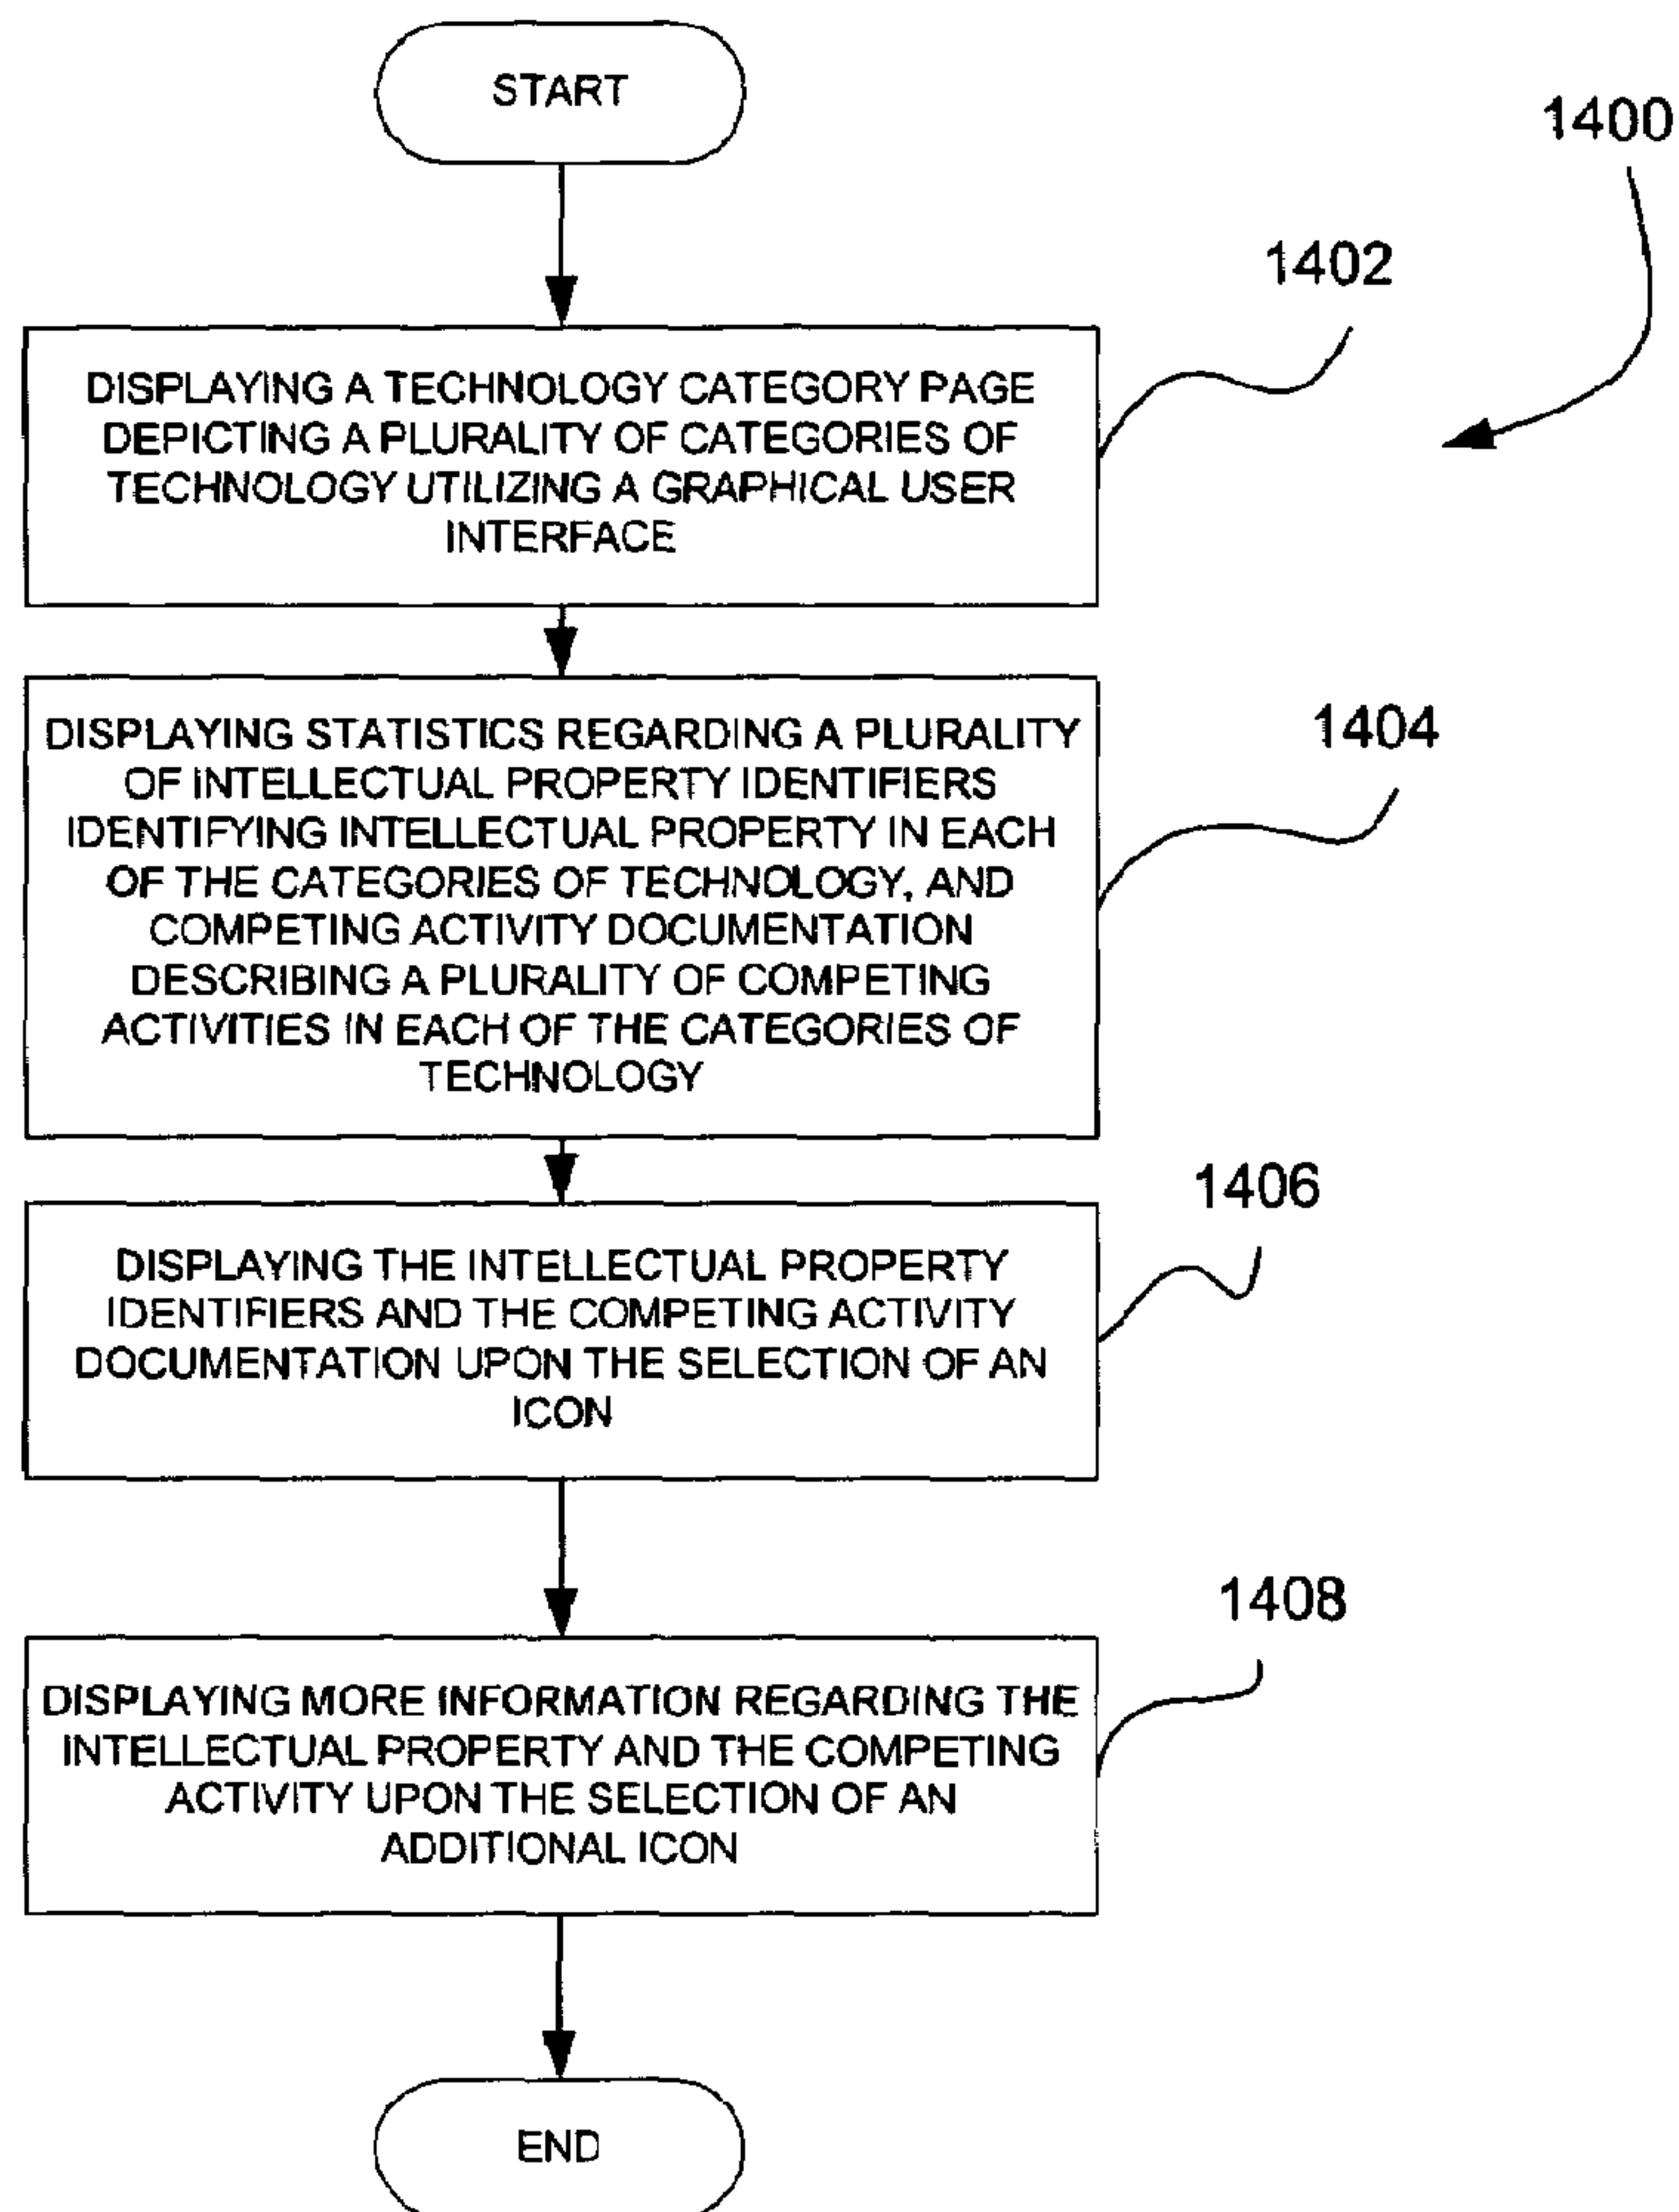 START
1400
1402
DISPLAYING A TECHNOLOGY CATEGORY PAGE
DEPICTING A PLURALITY OF CATEGORIES OF
TECHNOLOGY UTILIZING A GRAPHICAL USER
INTERFACE
1404
DISPLAYING STATISTICS REGARDING A PLURALITY
OF INTELLECTUAL PROPERTY IDENTIFIERS
IDENTIFYING INTELLECTUAL PROPERTY IN EACH
OF THE CATEGORIES OF TECHNOLOGY, AND
COMPETING ACTIVITY DOCUMENTATION
DESCRIBING A PLURALITY OF COMPETING
ACTIVITIES IN EACH OF THE CATEGORIES OF
TECHNOLOGY
1406
DISPLAYING THE INTELLECTUAL PROPERTY
IDENTIFIERS AND THE COMPETING ACTIVITY
DOCUMENTATION UPON THE SELECTION OF AN
ICON
1408
DISPLAYING MORE INFORMATION REGARDING THE
INTELLECTUAL PROPERTY AND THE COMPETING
ACTIVITY UPON THE SELECTION OF AN
ADDITIONAL ICON
END